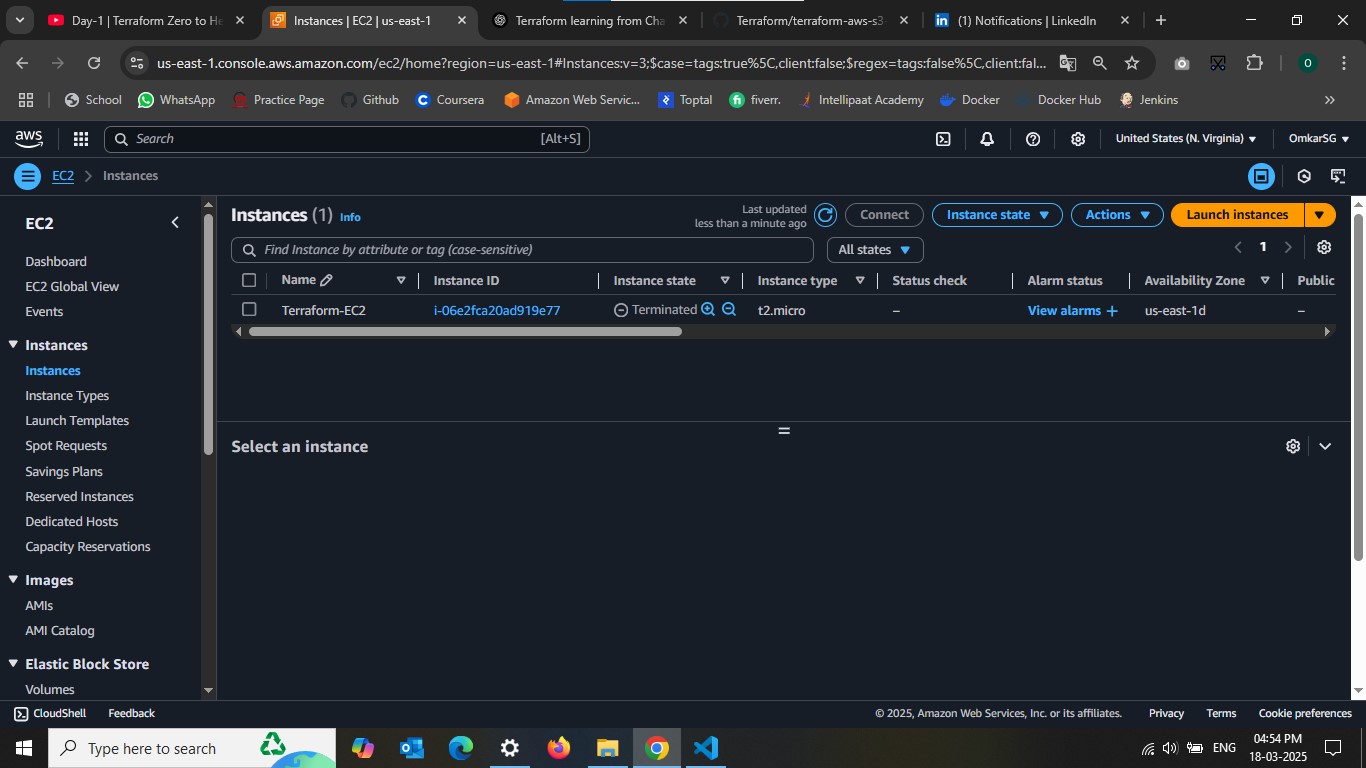 Day-1 | Terraform Zero to He
Instances | EC2 | us-east-1
Terraform learning from Cha
Terraform/terraform-aws-s3-
(1) Notifications | LinkedIn
us-east-1.console.aws.amazon.com/ec2/home?region=us-east-1#Instances:v=3;$case=tags:true%5C,client:false;$regex=tags:false%5C,client:fal...
O
School
WhatsApp
Practice Page
Github
Coursera
Amazon Web Servic...
Toptal
fiverr.
Intellipaat Academy
Docker
Docker Hub
Jenkins
aws
Search
[Alt+S]
United States (N. Virginia)
OmkarSG
EC2
Instances
EC2
Dashboard
EC2 Global View
Events
Instances
Instances
Instance Types
Launch Templates
Spot Requests
Savings Plans
Reserved Instances
Dedicated Hosts
Capacity Reservations
Images
AMIs
AMI Catalog
Elastic Block Store
Volumes
Instances (1) Info
Last updated
less than a minute ago
Connect
Instance state
Actions
Launch instances
Find Instance by attribute or tag (case-sensitive)
All states
1
Name
Instance ID
Instance state
Instance type
Status check
Alarm status
Availability Zone
Public
Terraform-EC2
i-06e2fca20ad919e77
Terminated
t2.micro
–
View alarms +
us-east-1d
–
Select an instance
CloudShell
Feedback
© 2025, Amazon Web Services, Inc. or its affiliates.
Privacy
Terms
Cookie preferences
Type here to search
ENG
04:54 PM
18-03-2025